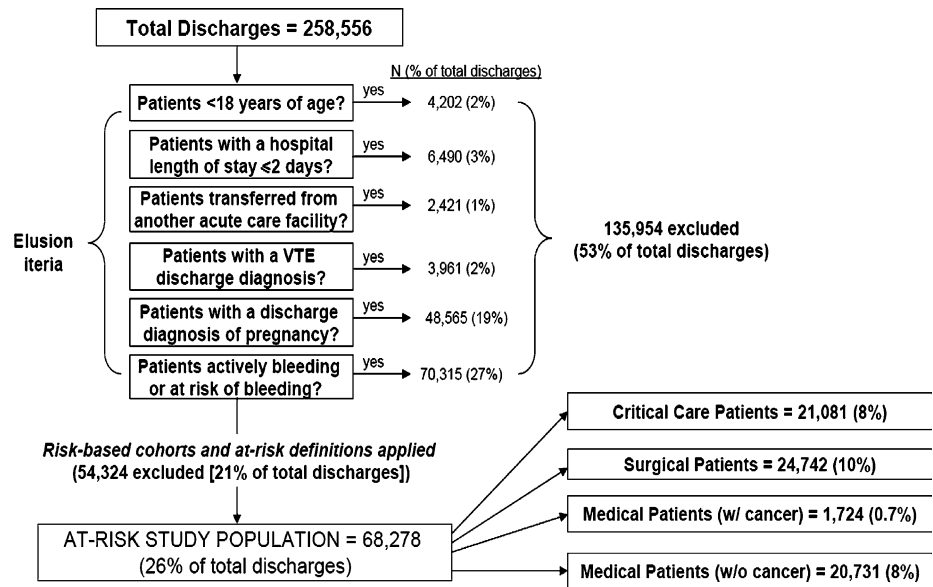 Total Discharges = 258,556
N (% of total discharges)
Patients <18 years of age?
yes
4,202 (2%)
Patients with a hospital
length of stay ⩽2 days?
yes
6,490 (3%)
Patients transferred from
another acute care facility?
yes
2,421 (1%)
Elusion
iteria
135,954 excluded
(53% of total discharges)
Patients with a VTE
discharge diagnosis?
yes
3,961 (2%)
Patients with a discharge
diagnosis of pregnancy?
yes
48,565 (19%)
Patients actively bleeding
or at risk of bleeding?
yes
70,315 (27%)
Risk-based cohorts and at-risk definitions applied
(54,324 excluded [21% of total discharges])
AT-RISK STUDY POPULATION = 68,278
(26% of total discharges)
Critical Care Patients = 21,081 (8%)
Surgical Patients = 24,742 (10%)
Medical Patients (w/ cancer) = 1,724 (0.7%)
Medical Patients (w/o cancer) = 20,731 (8%)